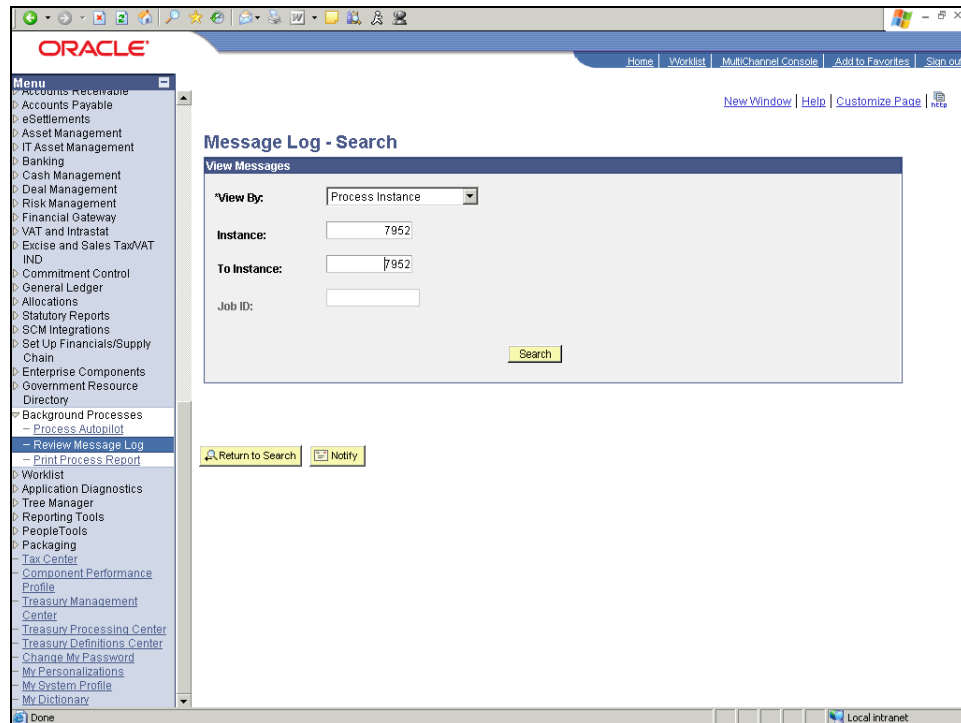 ORACLE
Home | Worklist | MultiChannel Console | Add to Favorites | Sign out
Menu
Accounts Receivable
Accounts Payable
eSettlements
Asset Management
IT Asset Management
Banking
Cash Management
Deal Management
Risk Management
Financial Gateway
VAT and Intrastat
Excise and Sales Tax/VAT
IND
Commitment Control
General Ledger
Allocations
Statutory Reports
SCM Integrations
Set Up Financials/Supply
Chain
Enterprise Components
Government Resource
Directory
Background Processes
– Process Autopilot
– Review Message Log
– Print Process Report
Worklist
Application Diagnostics
Tree Manager
Reporting Tools
PeopleTools
Packaging
– Tax Center
– Component Performance
Profile
– Treasury Management
Center
– Treasury Processing Center
– Treasury Definitions Center
– Change My Password
– My Personalizations
– My System Profile
– My Dictionary
New Window | Help | Customize Page | http
Message Log - Search
View Messages
*View By: Process Instance
Instance: 7952
To Instance: 7952
Job ID:
Search
Return to Search
Notify
Done
Local intranet